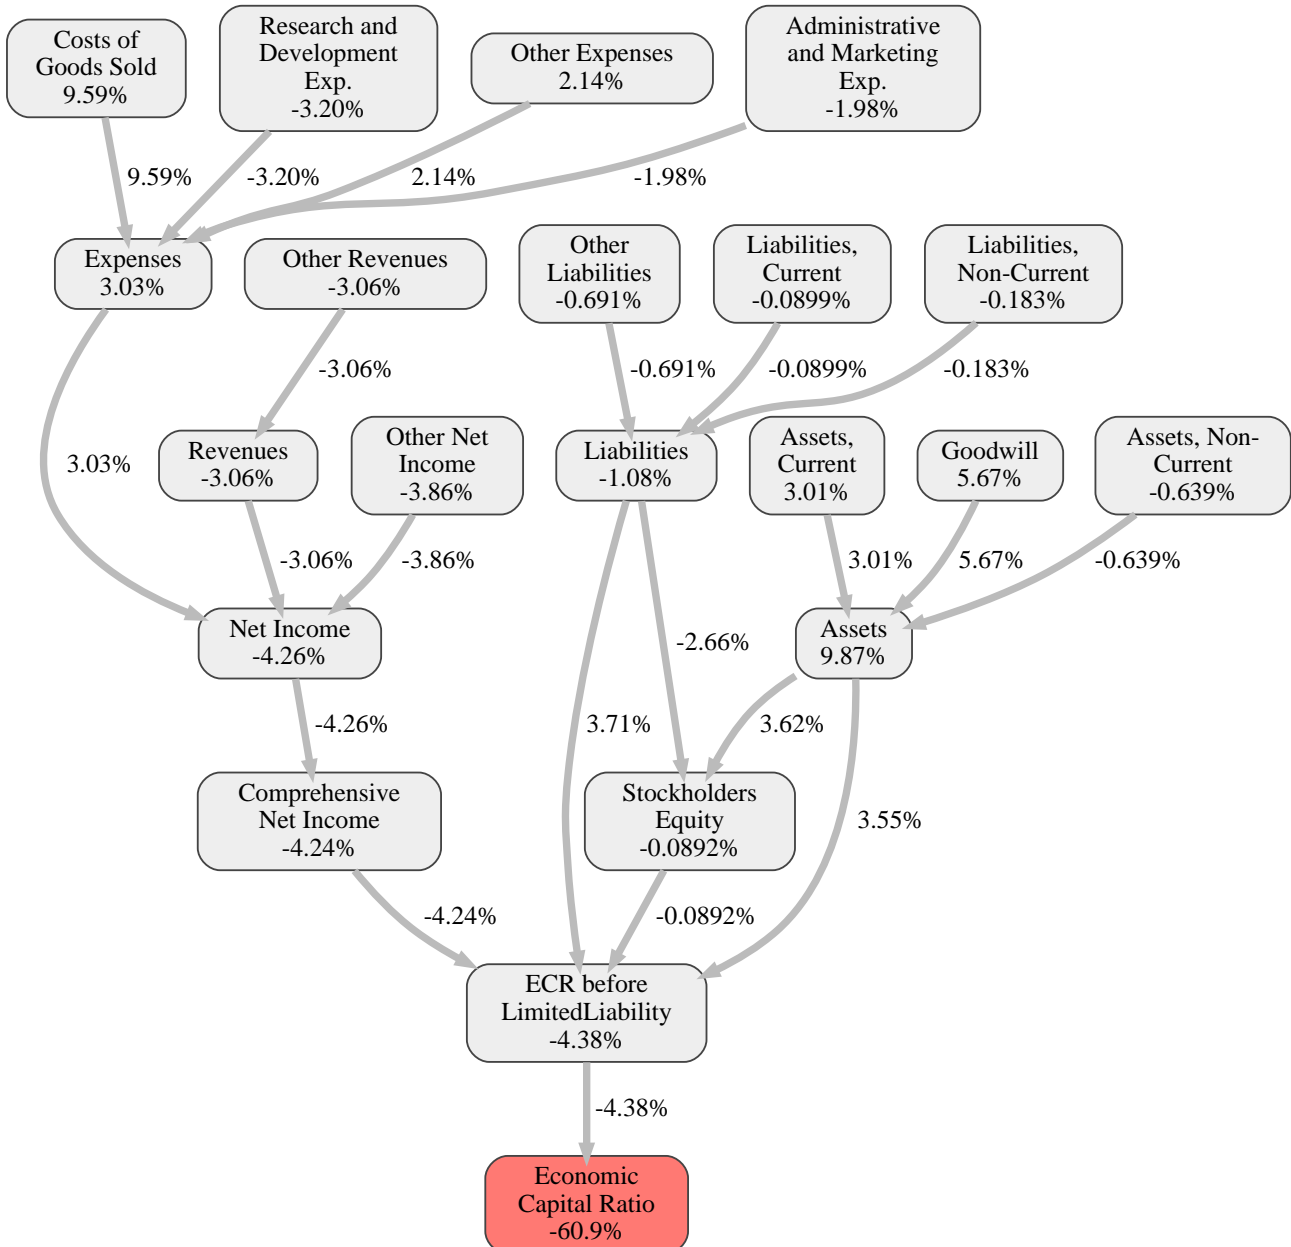 Costs of
Goods Sold
9.59%
Research and
Development
Exp.
-3.20%
Other Expenses
2.14%
Administrative
and Marketing
Exp.
-1.98%
9.59%
-3.20%
2.14%
-1.98%
Expenses
3.03%
Other Revenues
-3.06%
Other
Liabilities
-0.691%
Liabilities,
Current
-0.0899%
Liabilities,
Non-Current
-0.183%
-3.06%
-0.691%
-0.0899%
-0.183%
3.03%
Revenues
-3.06%
Other Net
Income
-3.86%
Liabilities
-1.08%
Assets,
Current
3.01%
Goodwill
5.67%
Assets, Non-
Current
-0.639%
-3.06%
-3.86%
3.01%
5.67%
-0.639%
Net Income
-4.26%
-2.66%
Assets
9.87%
-4.26%
3.71%
3.62%
Comprehensive
Net Income
-4.24%
Stockholders
Equity
-0.0892%
3.55%
-4.24%
-0.0892%
ECR before
LimitedLiability
-4.38%
-4.38%
Economic
Capital Ratio
-60.9%